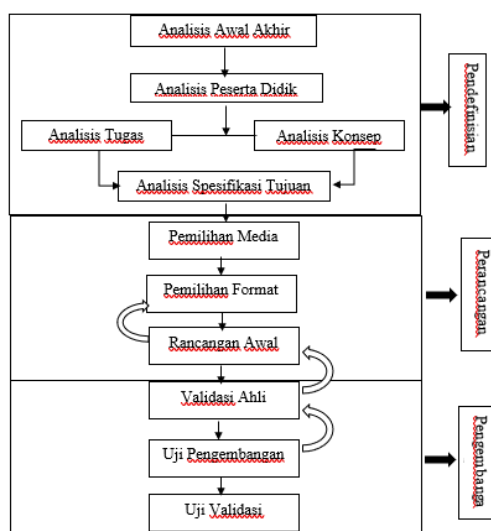 Analisis Awal Akhir
Analisis Peserta Didik
Analisis Tugas
Analisis Konsep
Analisis Spesifikasi Tujuan
Pendefinisian
Pemilihan Media
Pemilihan Format
Rancangan Awal
Perancangan
Validasi Ahli
Uji Pengembangan
Uji Validasi
Pengembanga